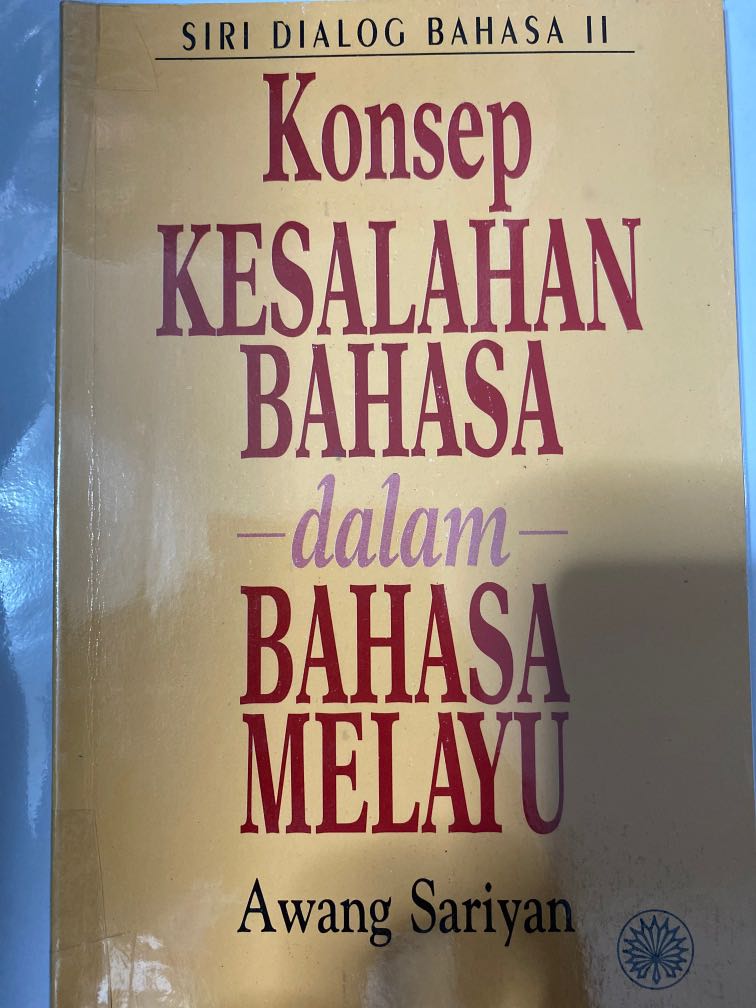 SIRI DIALOG BAHASA II
Konsep
KESALAHAN
BAHASA
dalam
BAHASA
MELAYU
Awang Sariyan